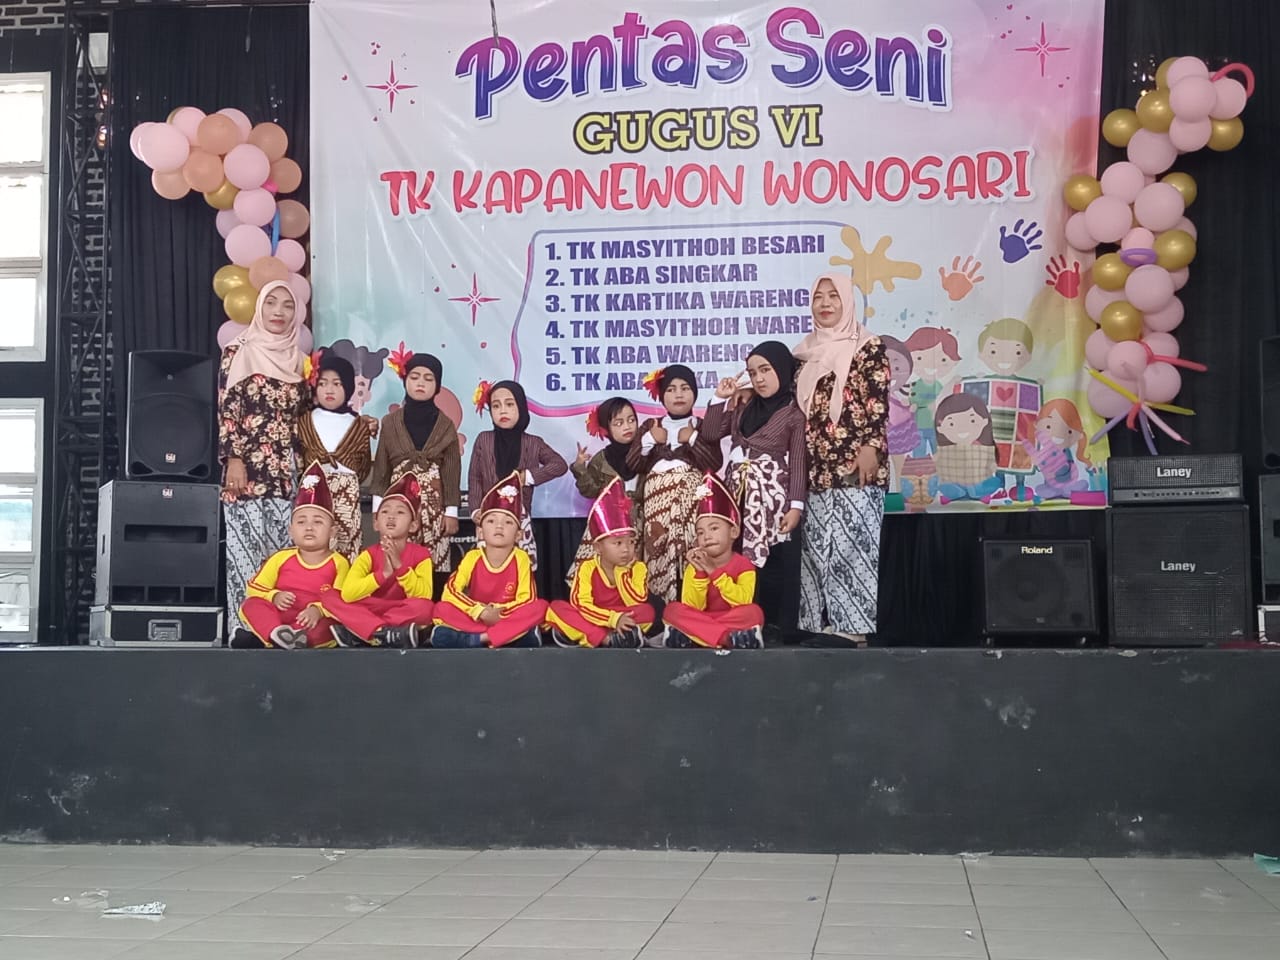 Pentas Seni
GUGUS VI
TK KAPANEWON WONOSARI
1. TK MASYITHOH BESARI
2. TK ABA SINGKAR
3. TK KARTIKA WARENG
4. TK MASYITHOH
5. TK ABA WARENG
6. TK ABA
Laney
Laney
Roland